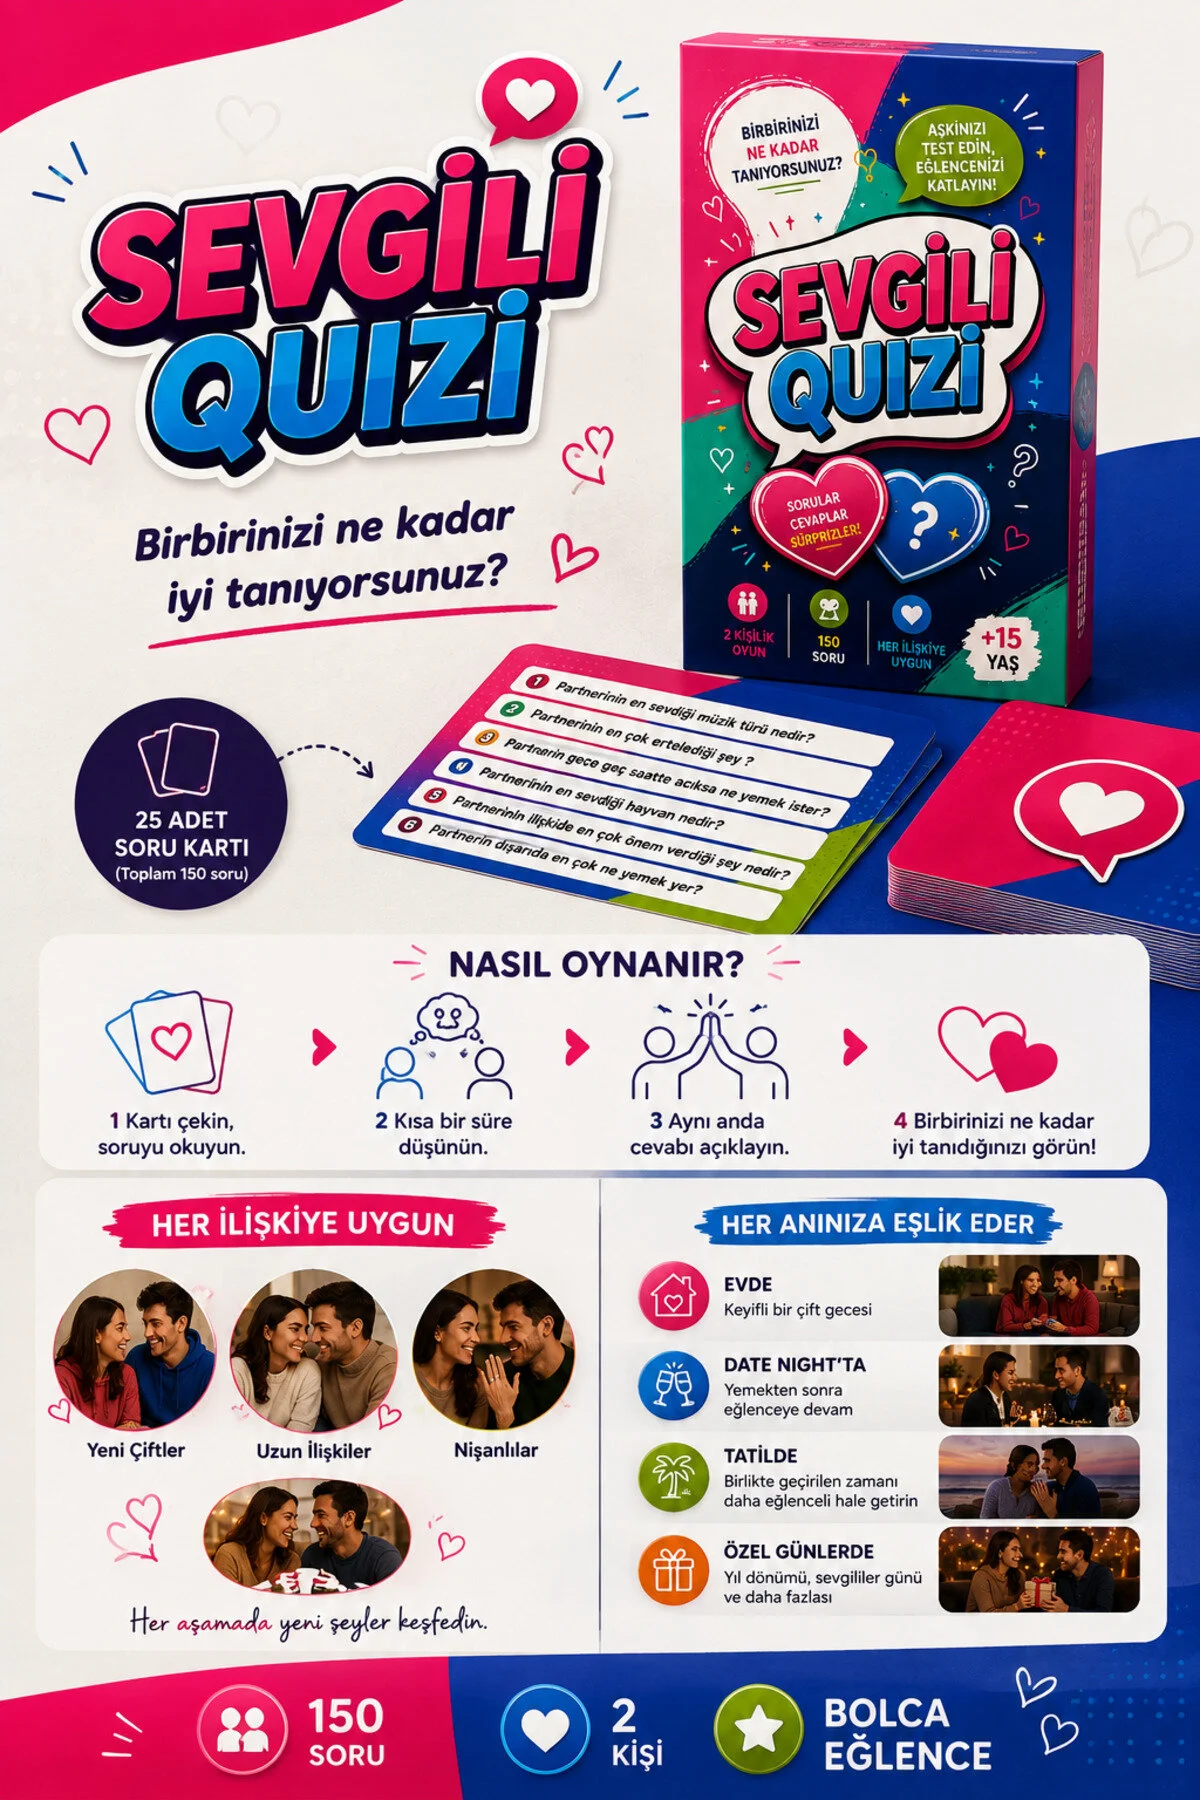 SEVGİLİ
QUIZİ
Birbirinizi ne kadar
iyi tanıyorsunuz?
BİRBİRİNİZİ
NE KADAR
TANIYORSUNUZ?
AŞKINIZI
TEST EDİN,
EĞLENCENİZİ
KATLAYIN!
SEVGİLİ
QUIZİ
SORULAR
CEVAPLAR
SÜRPRİZLER!
?
2 KİŞİLİK
OYUN
150
SORU
HER İLİŞKİYE
UYGUN
+15
YAŞ
25 ADET
SORU KARTI
(Toplam 150 soru)
1 Partnerinin en sevdiği müzik türü nedir?
2 Partnerinin en çok ertelediği şey ?
3 Partnerin gece geç saatte acıksa ne yemek ister?
4 Partnerinin en sevdiği hayvan nedir?
5 Partnerinin ilişkide en çok önem verdiği şey nedir?
6 Partnerin dışarıda en çok ne yemek yer?
NASIL OYNANIR?
1 Kartı çekin,
soruyu okuyun.
2 Kısa bir süre
düşünün.
3 Aynı anda
cevabı açıklayın.
4 Birbirinizi ne kadar
iyi tanıdığınızı görün!
HER İLİŞKİYE UYGUN
Yeni Çiftler
Uzun İlişkiler
Nişanlılar
Her aşamada yeni şeyler keşfedin.
HER ANINIZA EŞLİK EDER
EVDE
Keyifli bir çift gecesi
DATE NIGHT'TA
Yemekten sonra
eğlenceye devam
TATİLDE
Birlikte geçirilen zamanı
daha eğlenceli hale getirin
ÖZEL GÜNLERDE
Yıl dönümü, sevgililer günü
ve daha fazlası
150
SORU
2
KİŞİ
BOLCA
EĞLENCE